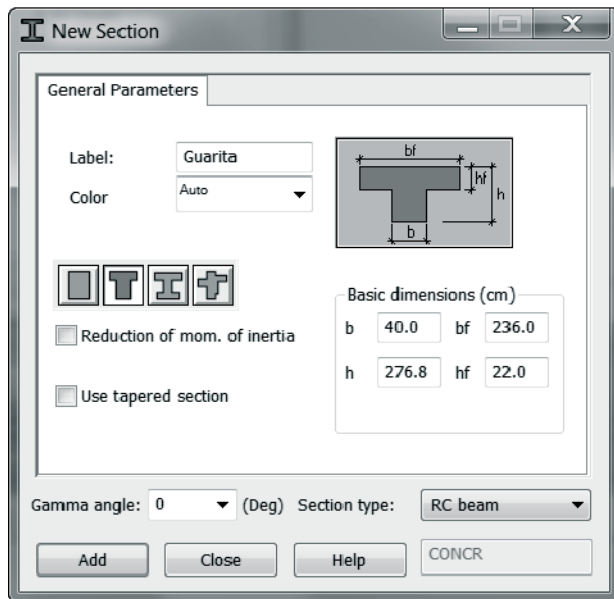 New Section
General Parameters
Label: Guarita
Color Auto
bf
hf
h
b
Reduction of mom. of inertia
Use tapered section
Basic dimensions (cm)
b 40.0 bf 236.0
h 276.8 hf 22.0
Gamma angle: 0 (Deg) Section type: RC beam
Add Close Help CONCR